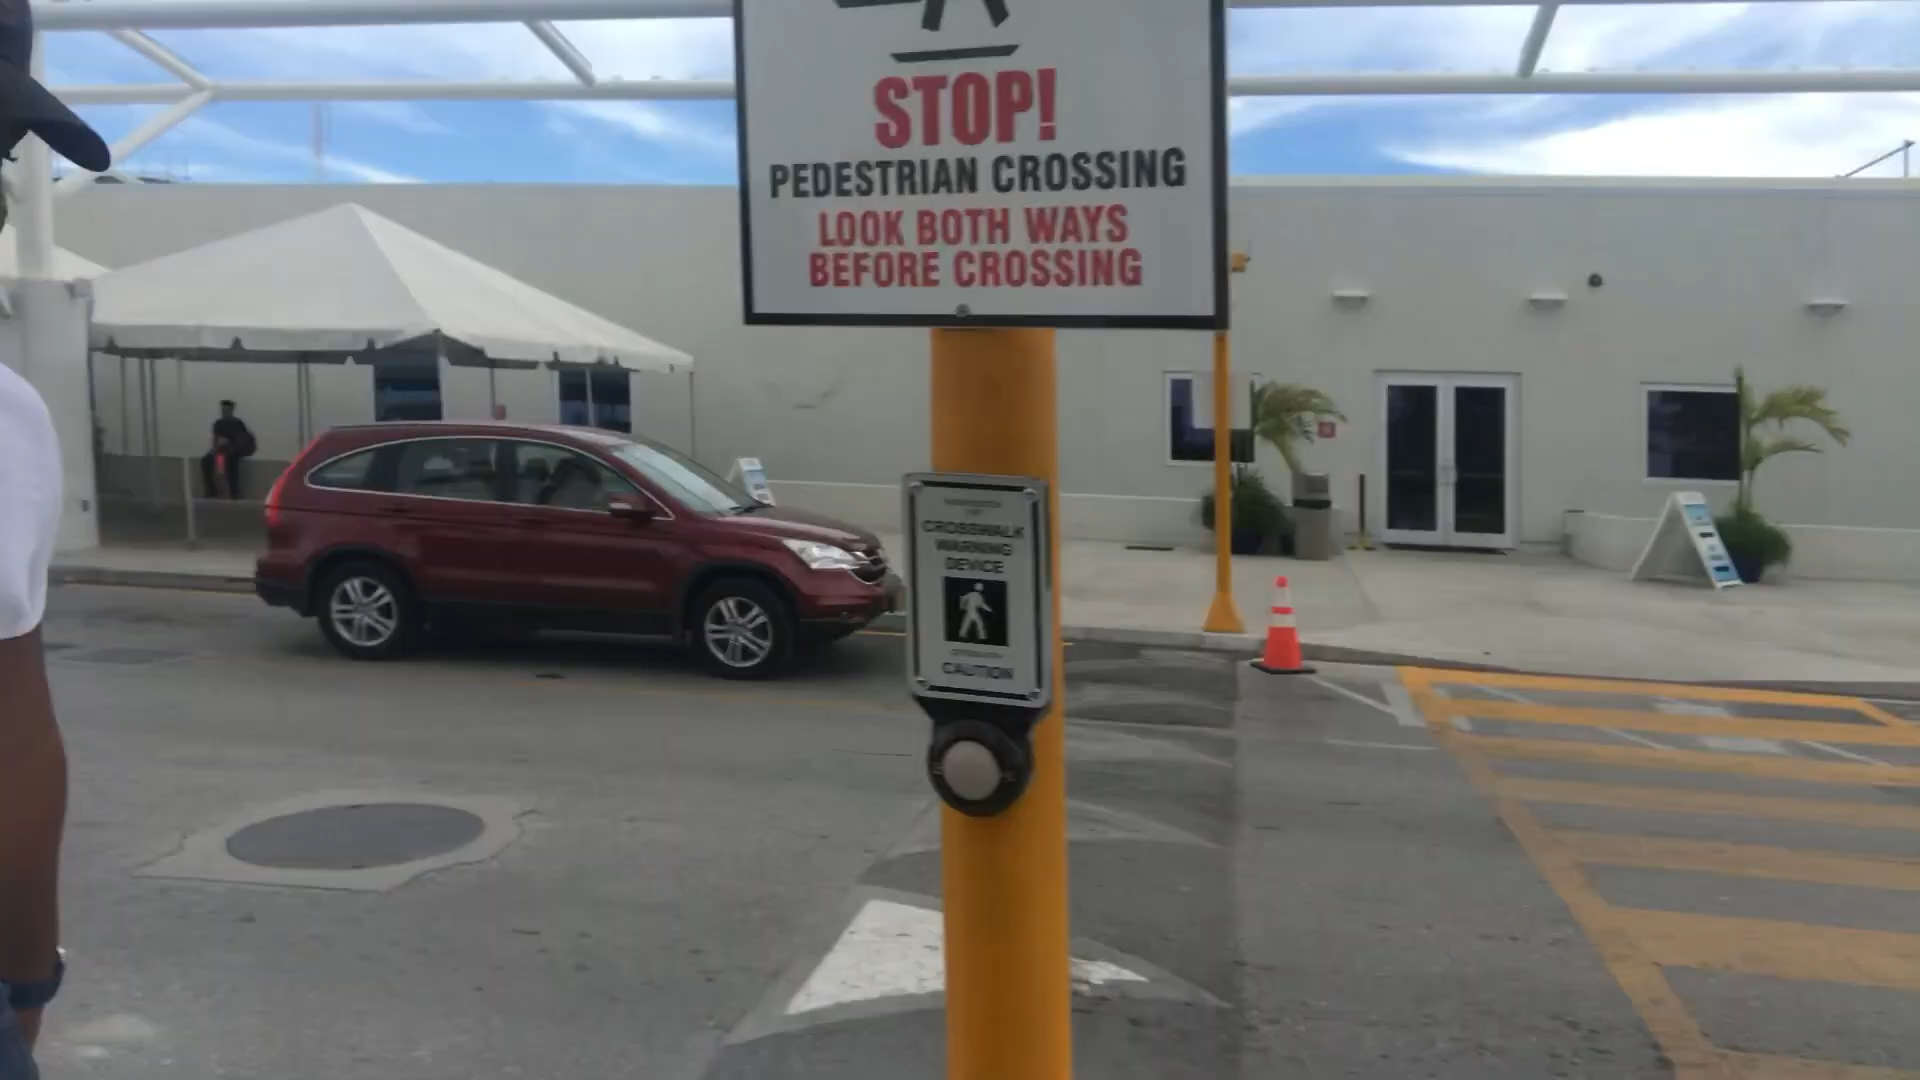 STOP!
PEDESTRIAN CROSSING
LOOK BOTH WAYS
BEFORE CROSSING
CROSSWALK
WARNING
DEVICE
CAUTION